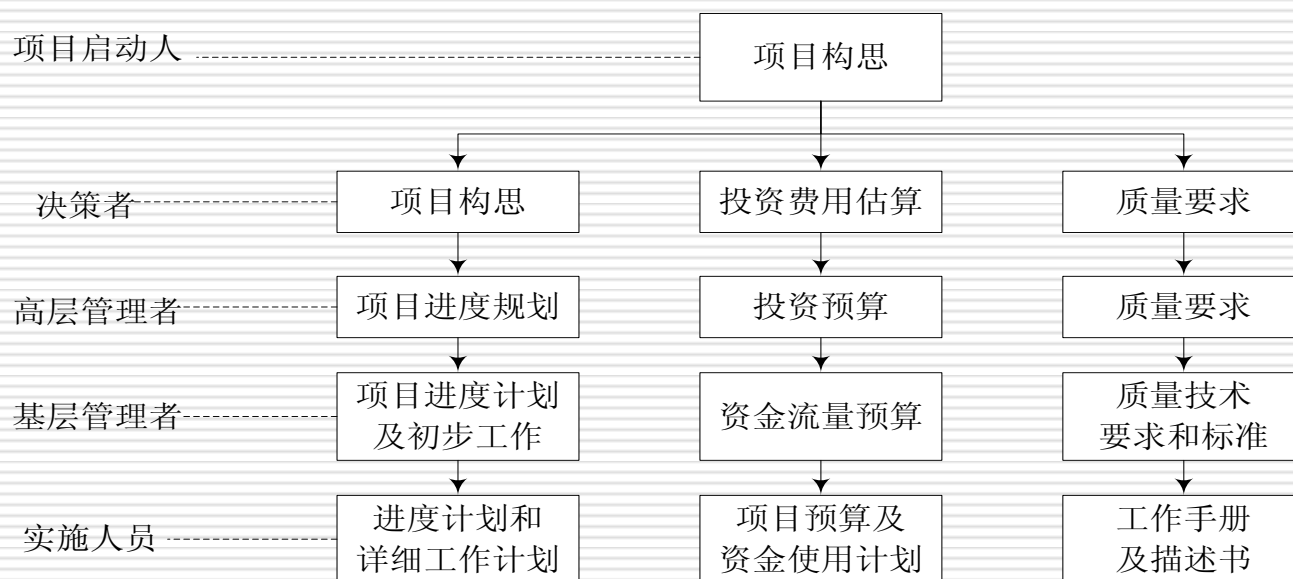 项目启动人
项目构思
决策者
项目构思
投资费用估算
质量要求
高层管理者
项目进度规划
投资预算
质量要求
基层管理者
项目进度计划
及初步工作
资金流量预算
质量技术
要求和标准
实施人员
进度计划和
详细工作计划
项目预算及
资金使用计划
工作手册
及描述书